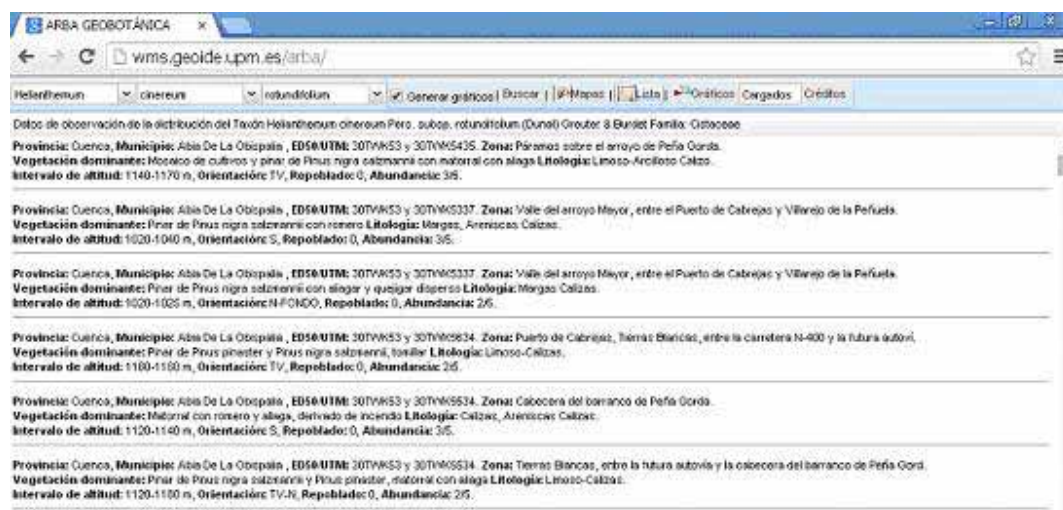 ARBA GEOBOTÁNICA ×
wms.geoide.upm.es/arba/
Helianthemum cinereum rotundifolium Generar gráficos | Buscar | Mapas | Lista | Gráficos Cargados Créditos
Datos de observación de la distribución del Taxón Helianthemum cinereum Pers. subsp. rotundifolium (Dunal) Greuter & Burdet Familia: Cistaceae
Provincia: Cuenca, Municipio: Abia De La Obispalía , ED50/UTM: 30TWK53 y 30TWK5435. Zona: Páramos sobre el arroyo de Peña Gorda.
Vegetación dominante: Mosaico de cultivos y pinar de Pinus nigra salzmannii con matorral con aliaga Litología: Limoso-Arcilloso Calizo.
Intervalo de altitud: 1140-1170 m, Orientación: TV, Repoblado: 0, Abundancia: 3/5.
Provincia: Cuenca, Municipio: Abia De La Obispalía , ED50/UTM: 30TWK53 y 30TWK5337. Zona: Valle del arroyo Mayor, entre el Puerto de Cabrejas y Villarejo de la Peñuela.
Vegetación dominante: Pinar de Pinus nigra salzmannii con romero Litología: Margas, Areniscas Calizas.
Intervalo de altitud: 1020-1040 m, Orientación: S, Repoblado: 0, Abundancia: 3/5.
Provincia: Cuenca, Municipio: Abia De La Obispalía , ED50/UTM: 30TWK53 y 30TWK5337. Zona: Valle del arroyo Mayor, entre el Puerto de Cabrejas y Villarejo de la Peñuela.
Vegetación dominante: Pinar de Pinus nigra salzmannii con aliagar y quejigar disperso Litología: Margas Calizas.
Intervalo de altitud: 1020-1025 m, Orientación: N-FONDO, Repoblado: 0, Abundancia: 2/5.
Provincia: Cuenca, Municipio: Abia De La Obispalía , ED50/UTM: 30TWK53 y 30TWK5634. Zona: Puerto de Cabrejas, Tierras Blancas, entre la carretera N-400 y la futura autoví.
Vegetación dominante: Pinar de Pinus pinaster y Pinus nigra salzmannii, tomillar Litología: Limoso-Calizas.
Intervalo de altitud: 1160-1180 m, Orientación: TV, Repoblado: 0, Abundancia: 2/5.
Provincia: Cuenca, Municipio: Abia De La Obispalía , ED50/UTM: 30TWK53 y 30TWK5534. Zona: Cabecera del barranco de Peña Gorda.
Vegetación dominante: Matorral con romero y aliaga, derivado de incendio Litología: Calizas, Areniscas Calizas.
Intervalo de altitud: 1120-1140 m, Orientación: S, Repoblado: 0, Abundancia: 3/5.
Provincia: Cuenca, Municipio: Abia De La Obispalía , ED50/UTM: 30TWK53 y 30TWK5534. Zona: Tierras Blancas, entre la futura autovía y la cabecera del barranco de Peña Gord.
Vegetación dominante: Pinar de Pinus nigra salzmannii y Pinus pinaster, matorral con aliaga Litología: Limoso-Calizas.
Intervalo de altitud: 1120-1160 m, Orientación: TV-N, Repoblado: 0, Abundancia: 2/5.